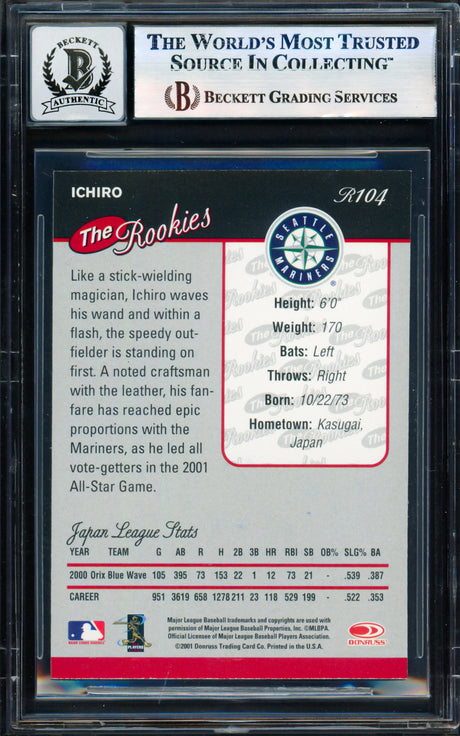 BECKETT
B
AUTHENTIC
THE WORLD'S MOST TRUSTED
SOURCE IN COLLECTING™
B BECKETT GRADING SERVICES
ICHIRO
R104
The Rookies
SEATTLE
MARINERS
®
Like a stick-wielding
magician, Ichiro waves
his wand and within a
flash, the speedy out-
fielder is standing on
first. A noted craftsman
with the leather, his fan-
fare has reached epic
proportions with the
Mariners, as he led all
vote-getters in the 2001
All-Star Game.
Height: 6'0"
Weight: 170
Bats: Left
Throws: Right
Born: 10/22/73
Hometown: Kasugai,
Japan
Japan League Stats
YEAR TEAM G AB R H 2B 3B HR RBI SB OB% SLG% BA
2000 Orix Blue Wave 105 395 73 153 22 1 12 73 21 - .539 .387
CAREER 951 3619 658 1278 211 23 118 529 199 - .522 .353
Major League Baseball trademarks and copyrights are used with
permission of Major League Baseball Properties, Inc. ©MLBPA.
Official Licensee of Major League Baseball Players Association.
©2001 Donruss Trading Card Co. Printed in the U.S.A.
MAJOR LEAGUE BASEBALL
PLAYERS
DONRUSS